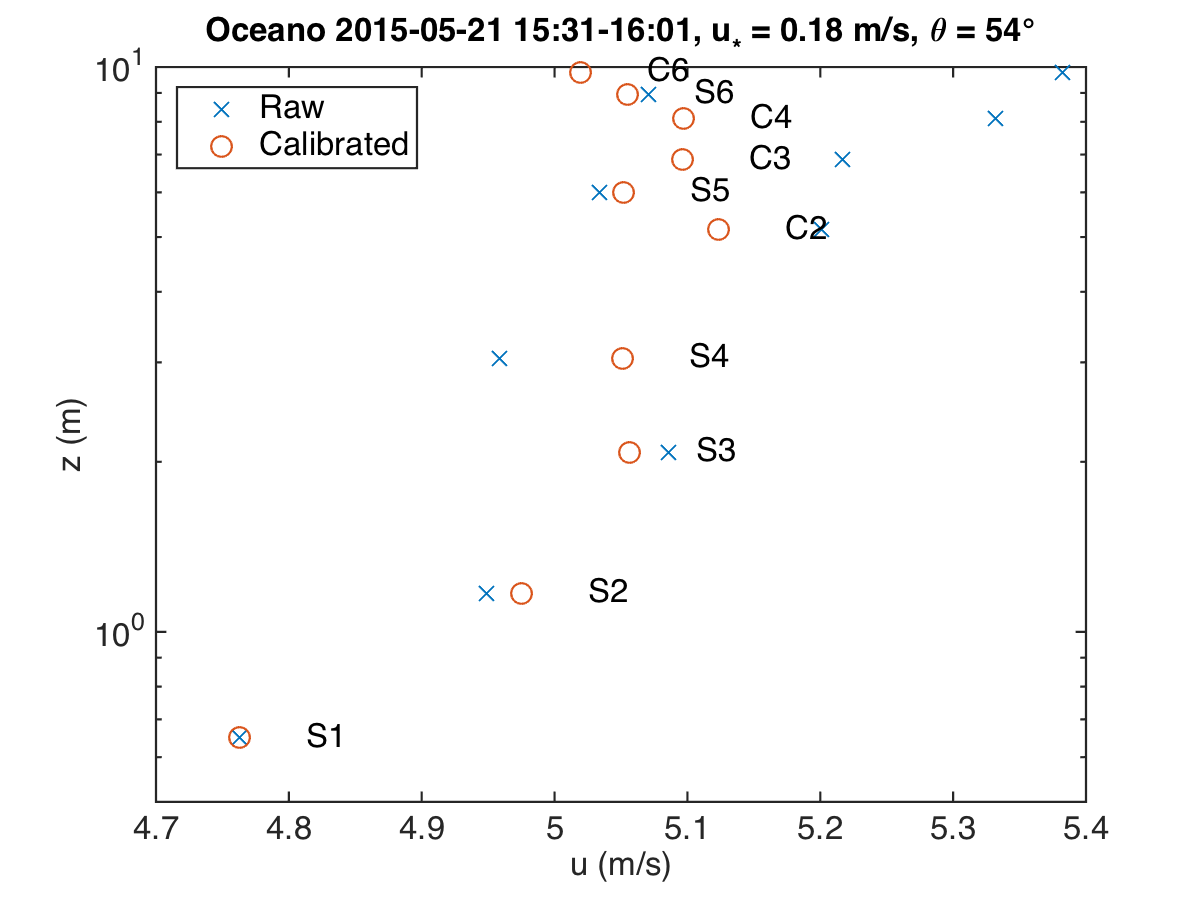 Oceano 2015-05-21 15:31-16:01, u* = 0.18 m/s, θ = 54°
10¹
Raw
Calibrated
C6
S6
C4
C3
S5
C2
S4
S3
z (m)
S2
10⁰
S1
4.7 4.8 4.9 5 5.1 5.2 5.3 5.4
u (m/s)